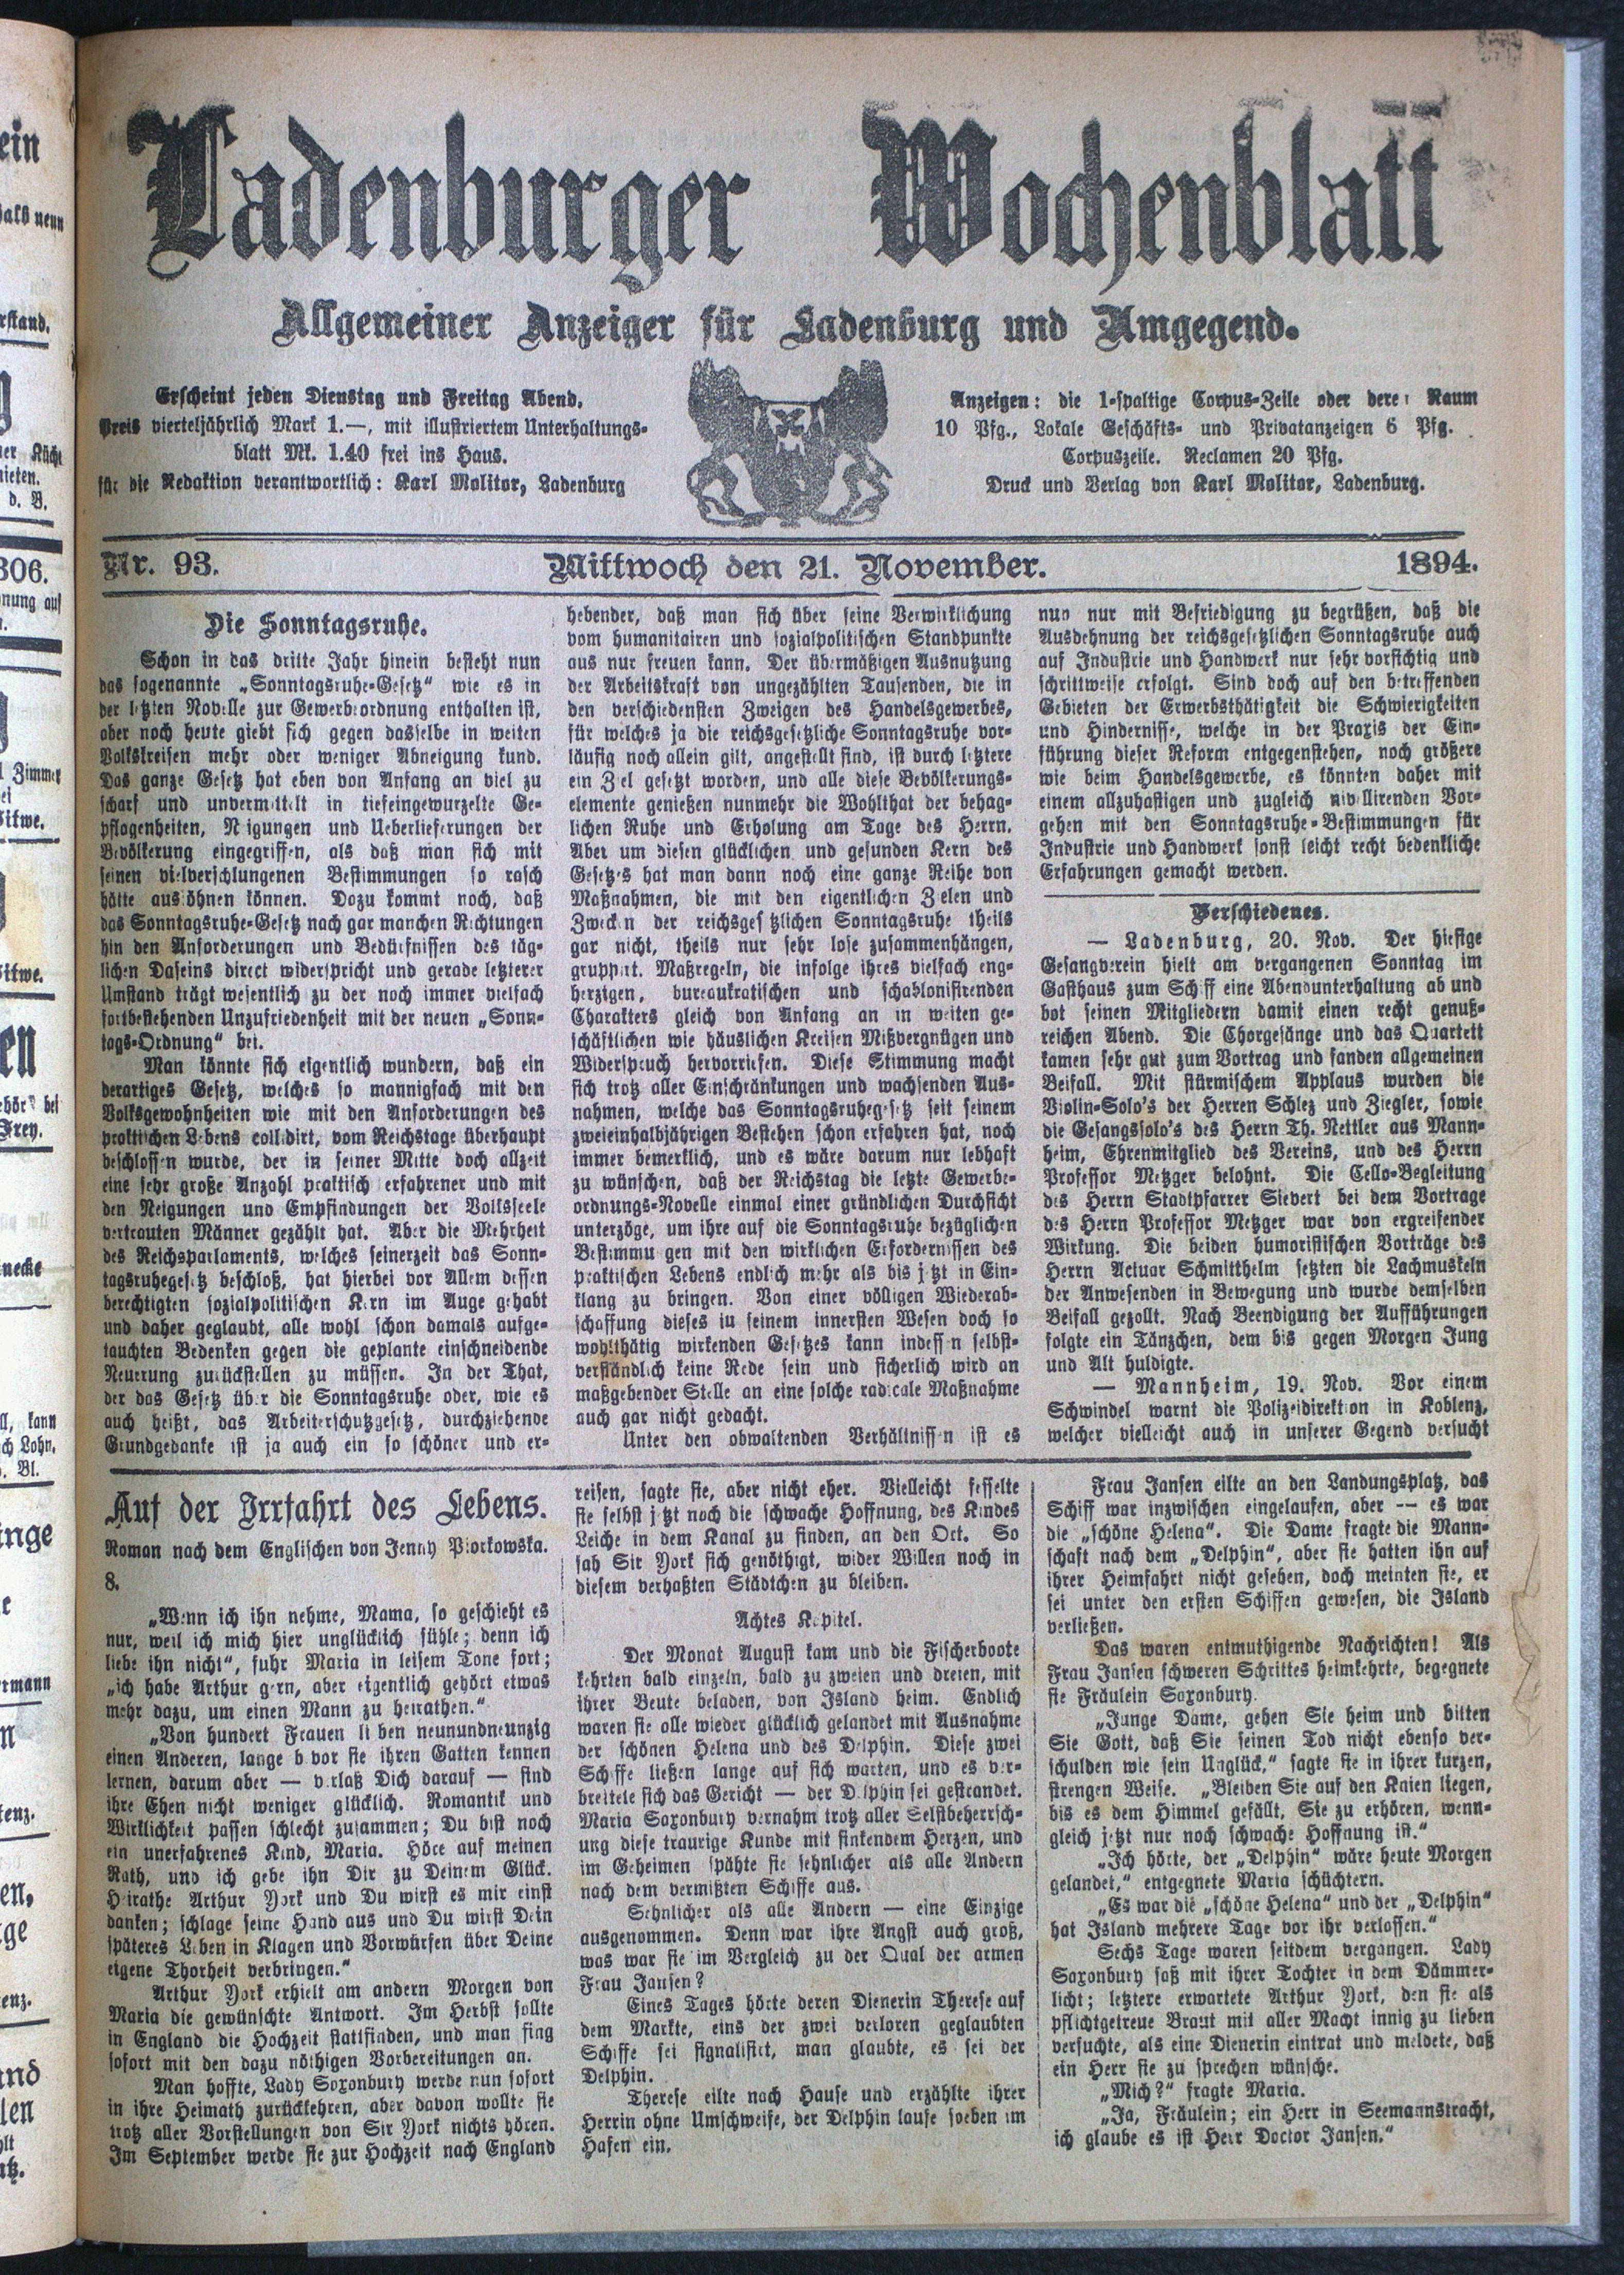 Ladenburger Wochenblatt
Allgemeiner Anzeiger für Ladenburg und Umgegend.
Erscheint jeden Dienstag und Freitag Abend.
Preis vierteljährlich Mark 1.—, mit illustriertem Unterhaltungs-
blatt Mk. 1.40 frei ins Haus.
für die Redaktion verantwortlich: Karl Molitor, Ladenburg
Anzeigen: die 1-spaltige Corpus-Zeile oder dere Raum
10 Pfg., Lokale Geschäfts- und Privatanzeigen 6 Pfg.
Corpuszeile. Reclamen 20 Pfg.
Druck und Verlag von Karl Molitor, Ladenburg.
Nr. 93. Mittwoch den 21. November. 1894.
Die Sonntagsruhe.
Schon in das dritte Jahr hinein besteht nun
das sogenannte „Sonntagsruhe-Gesetz“ wie es in
der letzten Novelle zur Gewerbeordnung enthalten ist,
aber noch heute giebt sich gegen dasselbe in weiten
Volkskreisen mehr oder weniger Abneigung kund.
Das ganze Gesetz hat eben von Anfang an viel zu
scharf und unvermittelt in tiefeingewurzelte Ge-
pflogenheiten, Neigungen und Ueberlieferungen der
Bevölkerung eingegriffen, als daß man sich mit
seinen vielverschlungenen Bestimmungen so rasch
hätte aussöhnen können. Dazu kommt noch, daß
das Sonntagsruhe-Gesetz nach gar manchen Richtungen
hin den Anforderungen und Bedürfnissen des täg-
lichen Daseins direct widerspricht und gerade letzterer
Umstand trägt wesentlich zu der noch immer vielfach
fortbestehenden Unzufriedenheit mit der neuen „Sonn-
tags-Ordnung“ bei.
Man könnte sich eigentlich wundern, daß ein
derartiges Gesetz, welches so mannigfach mit den
Volksgewohnheiten wie mit den Anforderungen des
praktischen Lebens collidirt, vom Reichstage überhaupt
beschlossen wurde, der in seiner Mitte doch allzeit
eine sehr große Anzahl praktisch erfahrener und mit
den Neigungen und Empfindungen der Volksseele
vertrauten Männer gezählt hat. Aber die Mehrheit
des Reichsparlaments, welches seinerzeit das Sonn-
tagsruhegesetz beschloß, hat hierbei vor Allem dessen
berechtigten sozialpolitischen Kern im Auge gehabt
und daher geglaubt, alle wohl schon damals aufge-
tauchten Bedenken gegen die geplante einschneidende
Neuerung zurückstellen zu müssen. In der That,
der das Gesetz über die Sonntagsruhe oder, wie es
auch heißt, das Arbeiterschutzgesetz, durchziehende
Grundgedanke ist ja auch ein so schöner und er-
hebender, daß man sich über seine Verwirklichung
vom humanitairen und sozialpolitischen Standpunkte
aus nur freuen kann. Der übermäßigen Ausnutzung
der Arbeitskraft von ungezählten Tausenden, die in
den verschiedensten Zweigen des Handelsgewerbes,
für welches ja die reichsgesetzliche Sonntagsruhe vor-
läufig noch allein gilt, angestellt sind, ist durch letztere
ein Ziel gesetzt worden, und alle diese Bevölkerungs-
elemente genießen nunmehr die Wohlthat der behag-
lichen Ruhe und Erholung am Tage des Herrn.
Aber um diesen glücklichen und gesunden Kern des
Gesetzes hat man dann noch eine ganze Reihe von
Maßnahmen, die mit den eigentlichen Zielen und
Zwecken der reichsgesetzlichen Sonntagsruhe theils
gar nicht, theils nur sehr lose zusammenhängen,
gruppirt. Maßregeln, die infolge ihres vielfach eng-
herzigen, bureaukratischen und schablonisirenden
Charakters gleich von Anfang an in weiten ge-
schäftlichen wie häuslichen Kreisen Mißvergnügen und
Widerspruch hervorriefen. Diese Stimmung macht
sich trotz aller Einschränkungen und wachsenden Aus-
nahmen, welche das Sonntagsruhegesetz seit seinem
zweieinhalbjährigen Bestehen schon erfahren hat, noch
immer bemerklich, und es wäre darum nur lebhaft
zu wünschen, daß der Reichstag die letzte Gewerbe-
ordnungs-Novelle einmal einer gründlichen Durchsicht
unterzöge, um ihre auf die Sonntagsruhe bezüglichen
Bestimmungen mit den wirklichen Erfordernissen des
praktischen Lebens endlich mehr als bis jetzt in Ein-
klang zu bringen. Von einer völligen Wiederab-
schaffung dieses in seinem innersten Wesen doch so
wohlthätig wirkenden Gesetzes kann indessen selbst-
verständlich keine Rede sein und sicherlich wird an
maßgebender Stelle an eine solche radicale Maßnahme
auch gar nicht gedacht.
Unter den obwaltenden Verhältnissen ist es
nun nur mit Befriedigung zu begrüßen, daß die
Ausdehnung der reichsgesetzlichen Sonntagsruhe auch
auf Industrie und Handwerk nur sehr vorsichtig und
schrittweise erfolgt. Sind doch auf den betreffenden
Gebieten der Erwerbsthätigkeit die Schwierigkeiten
und Hindernisse, welche in der Praxis der Ein-
führung dieser Reform entgegenstehen, noch größere
wie beim Handelsgewerbe, es könnten daher mit
einem allzuhastigen und zugleich nivellirenden Vor-
gehen mit den Sonntagsruhe-Bestimmungen für
Industrie und Handwerk sonst leicht recht bedenkliche
Erfahrungen gemacht werden.
Verschiedenes.
— Ladenburg, 20. Nov. Der hiesige
Gesangverein hielt am vergangenen Sonntag im
Gasthaus zum Schiff eine Abendunterhaltung ab und
bot seinen Mitgliedern damit einen recht genuß-
reichen Abend. Die Chorgesänge und das Quartett
kamen sehr gut zum Vortrag und fanden allgemeinen
Beifall. Mit stürmischem Applaus wurden die
Violin-Solo's der Herren Schlez und Ziegler, sowie
die Gesangssolo's des Herrn Th. Nettler aus Mann-
heim, Ehrenmitglied des Vereins, und des Herrn
Professor Metzger belohnt. Die Cello-Begleitung
des Herrn Stadtpfarrer Sievert bei dem Vortrage
des Herrn Professor Metzger war von ergreifender
Wirkung. Die beiden humoristischen Vorträge des
Herrn Actuar Schmitthelm setzten die Lachmuskeln
der Anwesenden in Bewegung und wurde demselben
Beifall gezollt. Nach Beendigung der Aufführungen
folgte ein Tänzchen, dem bis gegen Morgen Jung
und Alt huldigte.
— Mannheim, 19. Nov. Vor einem
Schwindel warnt die Polizeidirektion in Koblenz,
welcher vielleicht auch in unserer Gegend versucht
Auf der Irrfahrt des Lebens.
Roman nach dem Englischen von Jenny Piorkowska.
8.
„Wenn ich ihn nehme, Mama, so geschieht es
nur, weil ich mich hier unglücklich fühle; denn ich
liebe ihn nicht“, fuhr Maria in leisem Tone fort;
„ich habe Arthur gern, aber eigentlich gehört etwas
mehr dazu, um einen Mann zu heirathen.“
„Von hundert Frauen lieben neunundneunzig
einen Anderen, lange bevor sie ihren Gatten kennen
lernen, darum aber — verlaß Dich darauf — sind
ihre Ehen nicht weniger glücklich. Romantik und
Wirklichkeit passen schlecht zusammen; Du bist noch
ein unerfahrenes Kind, Maria. Höre auf meinen
Rath, und ich gebe ihn Dir zu Deinem Glück.
Heirathe Arthur York und Du wirst es mir einst
danken; schlage seine Hand aus und Du wirst Dein
späteres Leben in Klagen und Vorwürfen über Deine
eigene Thorheit verbringen.“
Arthur York erhielt am andern Morgen von
Maria die gewünschte Antwort. Im Herbst sollte
in England die Hochzeit stattfinden, und man fing
sofort mit den dazu nöthigen Vorbereitungen an.
Man hoffte, Lady Saxonbury werde nun sofort
in ihre Heimath zurückkehren, aber davon wollte sie
trotz aller Vorstellungen von Sir York nichts hören.
Im September werde sie zur Hochzeit nach England
reisen, sagte sie, aber nicht eher. Vielleicht fesselte
sie selbst jetzt noch die schwache Hoffnung, des Kindes
Leiche in dem Kanal zu finden, an den Ort. So
sah Sir York sich genöthigt, wider Willen noch in
diesem verhaßten Städtchen zu bleiben.
Achtes Kapitel.
Der Monat August kam und die Fischerboote
kehrten bald einzeln, bald zu zweien und dreien, mit
ihrer Beute beladen, von Island heim. Endlich
waren sie alle wieder glücklich gelandet mit Ausnahme
der schönen Helena und des Delphin. Diese zwei
Schiffe ließen lange auf sich warten, und es ver-
breitete sich das Gericht — der Delphin sei gestrandet.
Maria Saxonbury vernahm trotz aller Selstbeherrsch-
ung diese traurige Kunde mit sinkendem Herzen, und
im Geheimen spähte sie sehnlicher als alle Andern
nach dem vermißten Schiffe aus.
Sehnlicher als alle Andern — eine Einzige
ausgenommen. Denn war ihre Angst auch groß,
was war sie im Vergleich zu der Qual der armen
Frau Jansen?
Eines Tages hörte deren Dienerin Therese auf
dem Markte, eins der zwei verloren geglaubten
Schiffe sei signalisirt, man glaubte, es sei der
Delphin.
Therese eilte nach Hause und erzählte ihrer
Herrin ohne Umschweife, der Delphin laufe soeben im
Hafen ein.
Frau Jansen eilte an den Landungsplatz, das
Schiff war inzwischen eingelaufen, aber — es war
die „schöne Helena“. Die Dame fragte die Mann-
schaft nach dem „Delphin“, aber sie hatten ihn auf
ihrer Heimfahrt nicht gesehen, doch meinten sie, er
sei unter den ersten Schiffen gewesen, die Island
verließen.
Das waren entmuthigende Nachrichten! Als
Frau Jansen schweren Schrittes heimkehrte, begegnete
sie Fräulein Saxonbury.
„Junge Dame, gehen Sie heim und bitten
Sie Gott, daß Sie seinen Tod nicht ebenso ver-
schulden wie sein Unglück,“ sagte sie in ihrer kurzen,
strengen Weise. „Bleiben Sie auf den Knien liegen,
bis es dem Himmel gefällt, Sie zu erhören, wenn-
gleich jetzt nur noch schwache Hoffnung ist.“
„Ich hörte, der „Delphin“ wäre heute Morgen
gelandet,“ entgegnete Maria schüchtern.
„Es war die „schöne Helena“ und der „Delphin“
hat Island mehrere Tage vor ihr verlassen.“
Sechs Tage waren seitdem vergangen. Lady
Saxonbury saß mit ihrer Tochter in dem Dämmer-
licht; letztere erwartete Arthur York, den sie als
pflichtgetreue Braut mit aller Macht innig zu lieben
versuchte, als eine Dienerin eintrat und meldete, daß
ein Herr sie zu sprechen wünsche.
„Mich?“ fragte Maria.
„Ja, Fräulein; ein Herr in Seemannstracht,
ich glaube es ist Herr Doctor Jansen.“